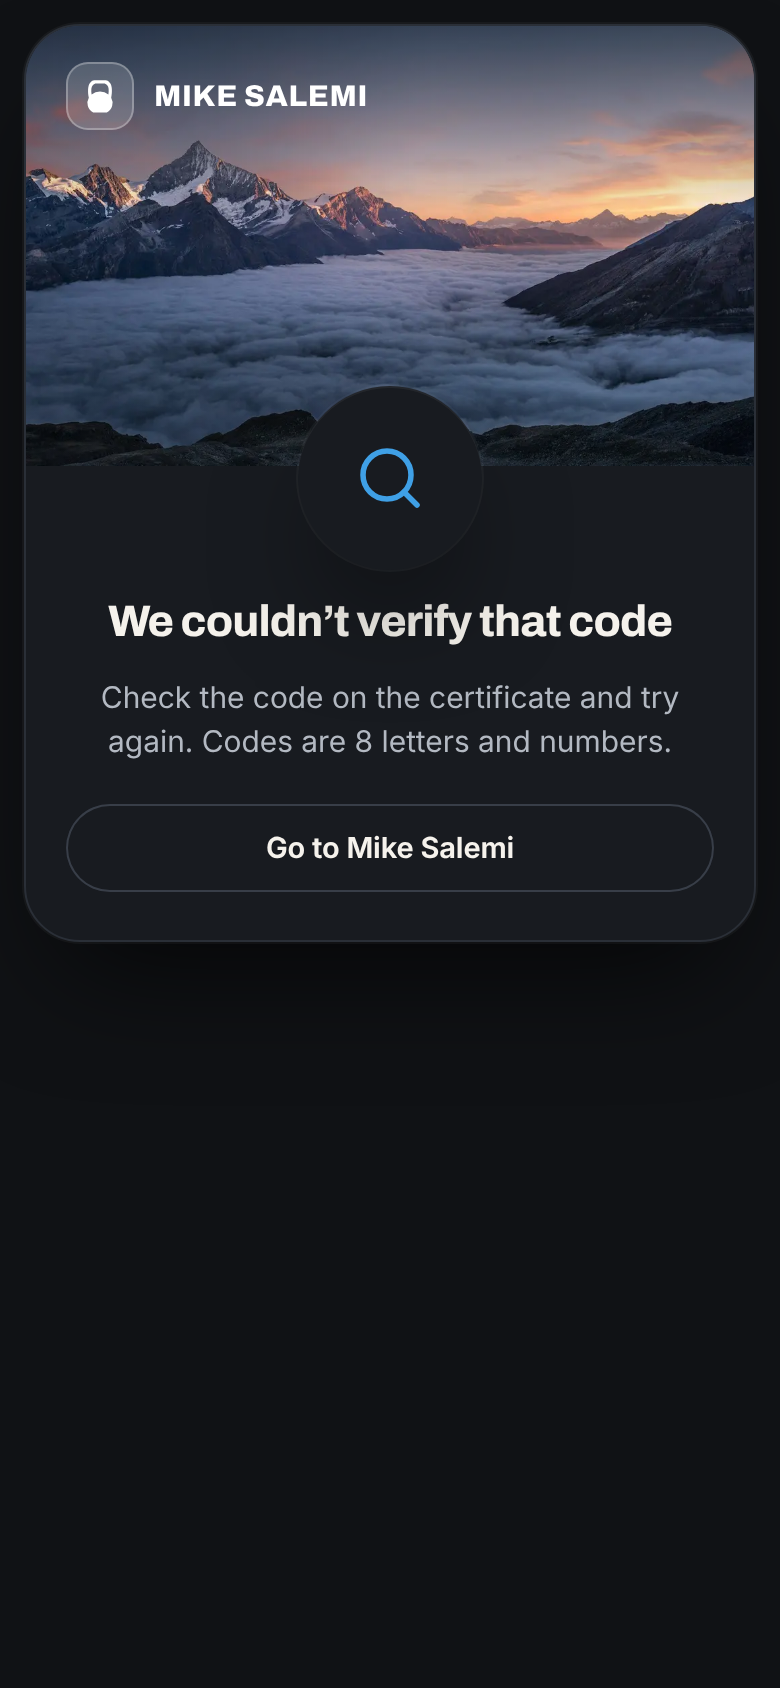 MIKE SALEMI
We couldn’t verify that code
Check the code on the certificate and try
again. Codes are 8 letters and numbers.
Go to Mike Salemi